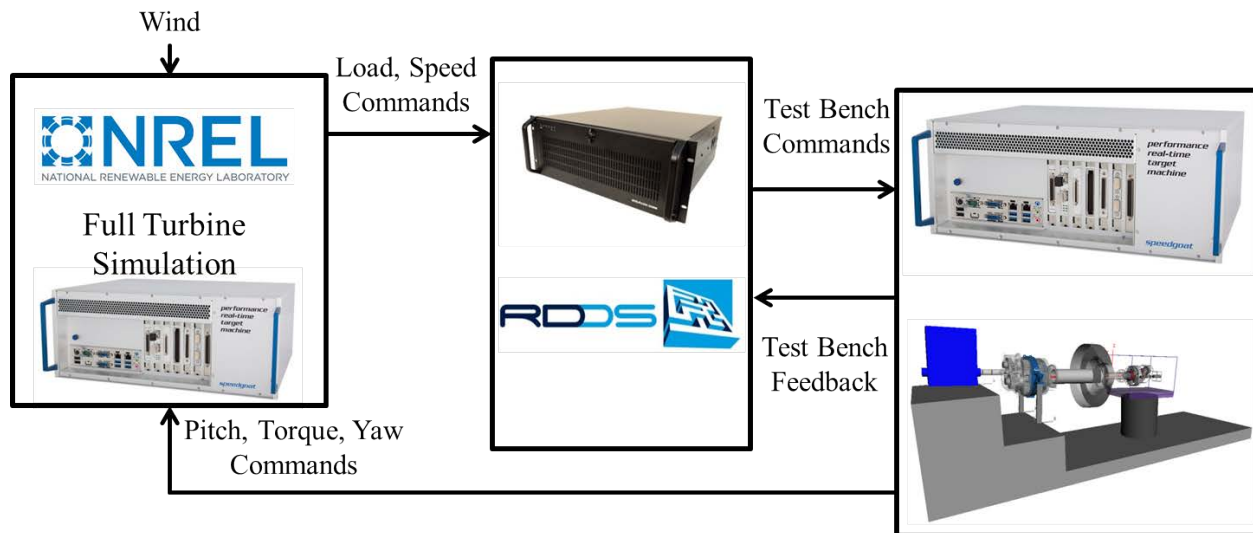 Wind
NREL
NATIONAL RENEWABLE ENERGY LABORATORY
Full Turbine
Simulation
performance
real-time
target
machine
speedgoat
Load, Speed
Commands
RDDS
Test Bench
Commands
Test Bench
Feedback
performance
real-time
target
machine
speedgoat
Pitch, Torque, Yaw
Commands